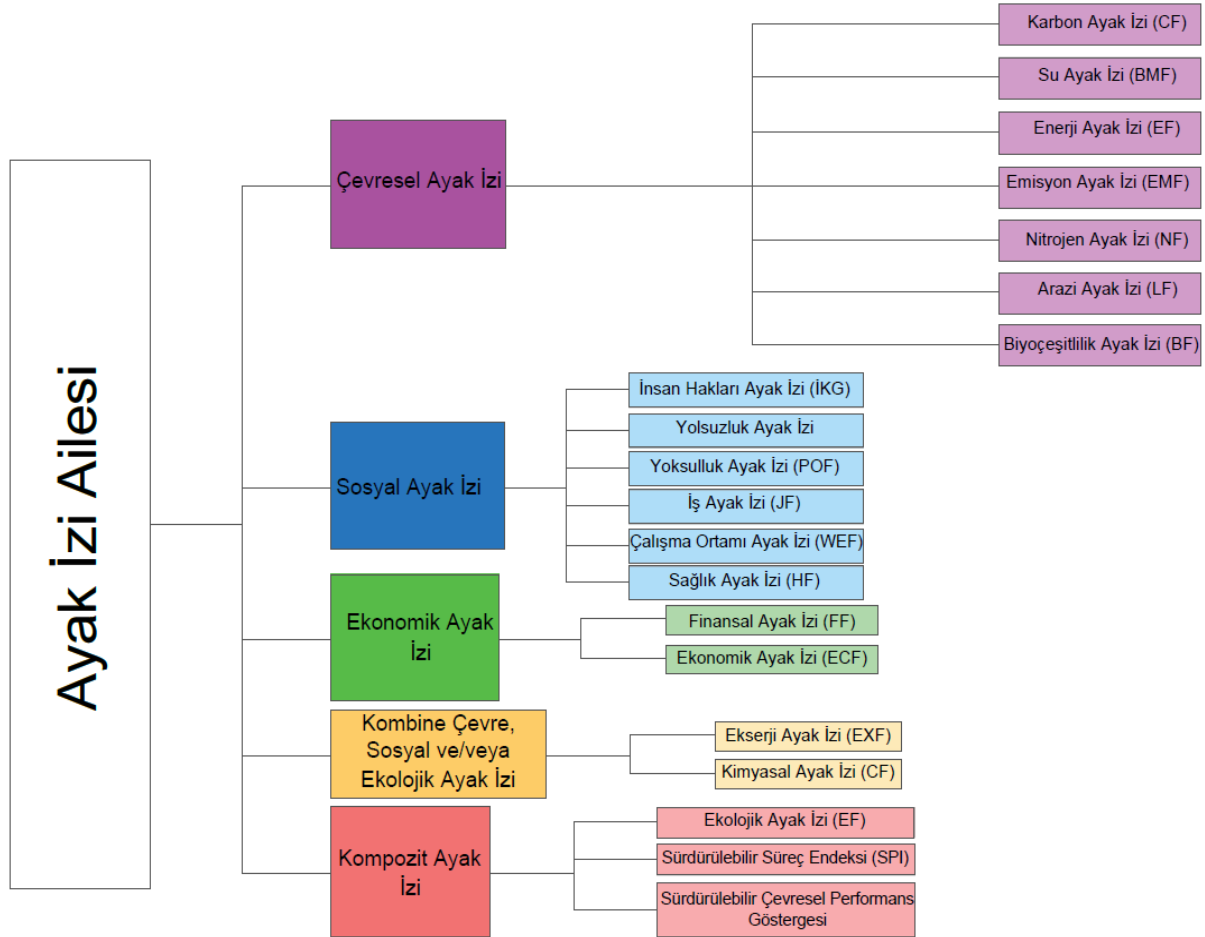 Ayak İzi Ailesi
Çevresel Ayak İzi
Karbon Ayak İzi (CF)
Su Ayak İzi (BMF)
Enerji Ayak İzi (EF)
Emisyon Ayak İzi (EMF)
Nitrojen Ayak İzi (NF)
Arazi Ayak İzi (LF)
Biyoçeşitlilik Ayak İzi (BF)
Sosyal Ayak İzi
İnsan Hakları Ayak İzi (İKG)
Yolsuzluk Ayak İzi
Yoksulluk Ayak İzi (POF)
İş Ayak İzi (JF)
Çalışma Ortamı Ayak İzi (WEF)
Sağlık Ayak İzi (HF)
Ekonomik Ayak
İzi
Finansal Ayak İzi (FF)
Ekonomik Ayak İzi (ECF)
Kombine Çevre,
Sosyal ve/veya
Ekolojik Ayak İzi
Ekserji Ayak İzi (EXF)
Kimyasal Ayak İzi (CF)
Kompozit Ayak
İzi
Ekolojik Ayak İzi (EF)
Sürdürülebilir Süreç Endeksi (SPI)
Sürdürülebilir Çevresel Performans
Göstergesi